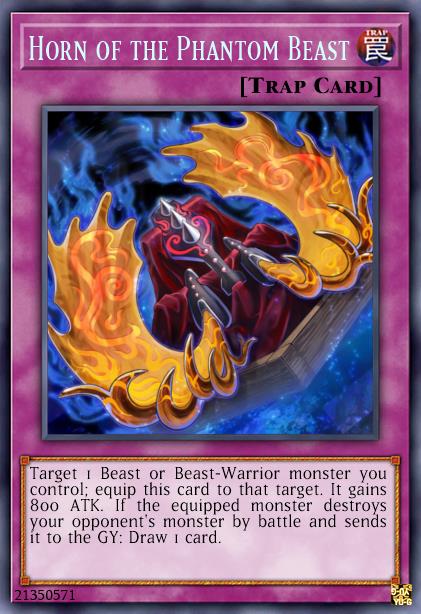 Horn of the Phantom Beast
TRAP
罠
[Trap Card]
Target 1 Beast or Beast-Warrior monster you
control; equip this card to that target. It gains
800 ATK. If the equipped monster destroys
your opponent's monster by battle and sends
it to the GY: Draw 1 card.
21350571